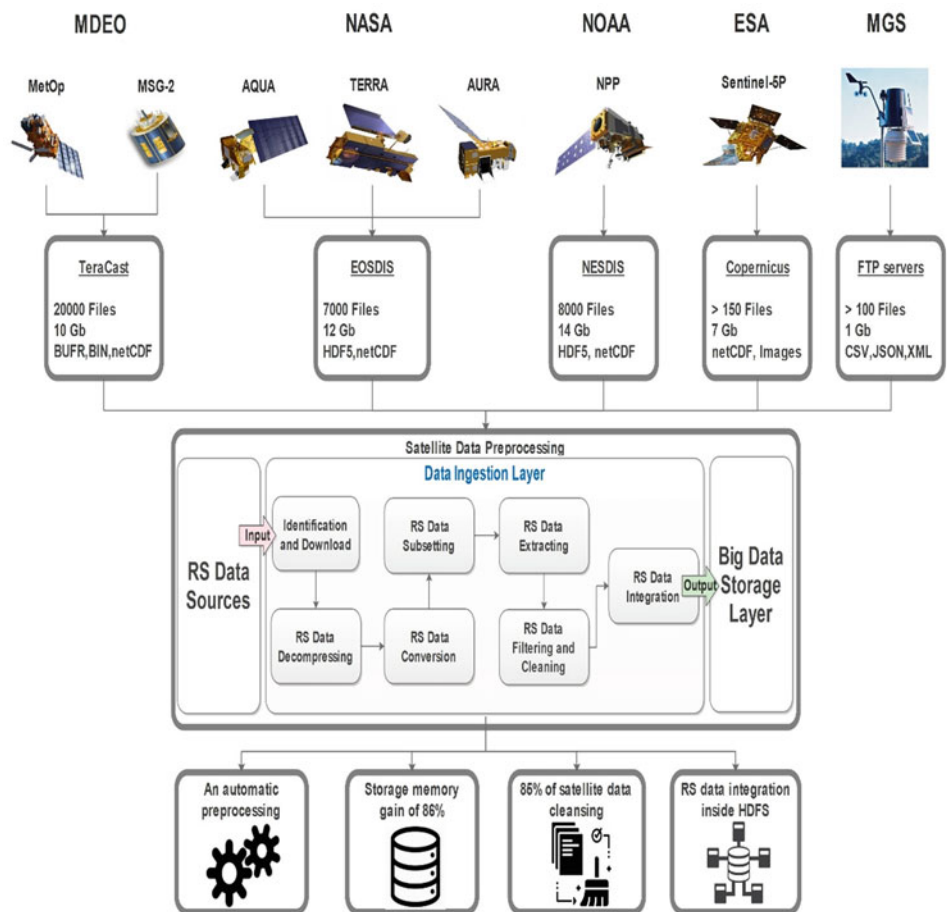 MDEO
NASA
NOAA
ESA
MGS
MetOp
MSG-2
AQUA
TERRA
AURA
NPP
Sentinel-5P
TeraCast
20000 Files
10 Gb
BUFR,BIN,netCDF
EOSDIS
7000 Files
12 Gb
HDF5,netCDF
NESDIS
8000 Files
14 Gb
HDF5, netCDF
Copernicus
> 150 Files
7 Gb
netCDF, Images
FTP servers
> 100 Files
1 Gb
CSV,JSON,XML
Satellite Data Preprocessing
Data Ingestion Layer
RS Data
Sources
Input
Identification
and Download
RS Data
Decompressing
RS Data
Conversion
RS Data
Subsetting
RS Data
Extracting
RS Data
Filtering and
Cleaning
RS Data
Integration
Output
Big Data
Storage
Layer
An automatic
preprocessing
Storage memory
gain of 86%
85% of satellite data
cleansing
RS data integration
inside HDFS